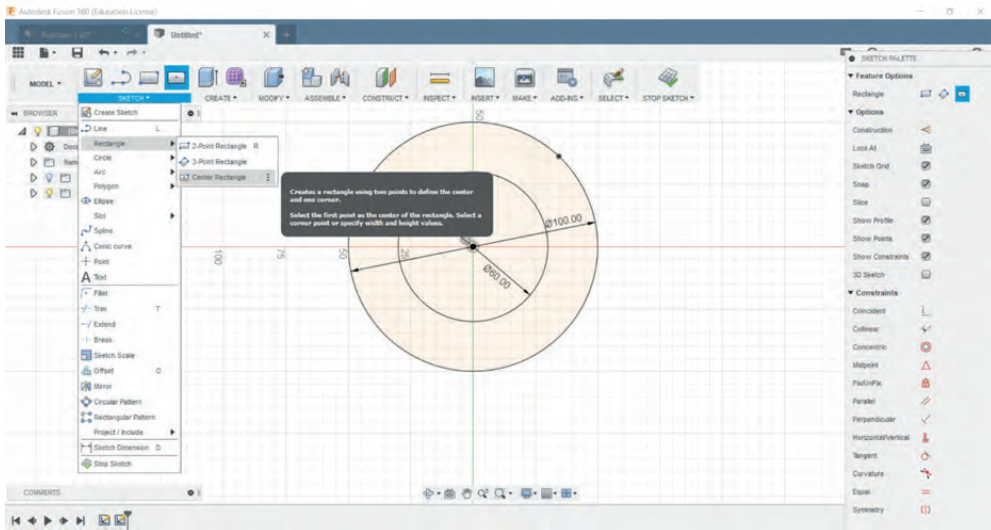 Autodesk Fusion 360 (Education License)
Untitled*
MODEL
SKETCH
CREATE
MODIFY
ASSEMBLE
CONSTRUCT
INSPECT
INSERT
MAKE
ADD-INS
SELECT
STOP SKETCH
BROWSER
Create Sketch
Line L
Rectangle
Circle
Arc
Polygon
Ellipse
Slot
Spline
Conic curve
Point
Text
Fillet
Trim T
Extend
Break
Sketch Scale
Offset O
Mirror
Circular Pattern
Rectangular Pattern
Project / Include
Sketch Dimension D
Stop Sketch
2-Point Rectangle R
3-Point Rectangle
Center Rectangle
Creates a rectangle using two points to define the center
and one corner.
Select the first point as the center of the rectangle. Select a
corner point or specify width and height values.
50
100
75
50
25
Ø100.00
Ø60.00
SKETCH PALETTE
Feature Options
Rectangle
Options
Construction
Look At
Sketch Grid
Snap
Slice
Show Profile
Show Points
Show Constraints
3D Sketch
Constraints
Coincident
Collinear
Concentric
Midpoint
Fix/UnFix
Parallel
Perpendicular
Horizontal/Vertical
Tangent
Curvature
Equal
Symmetry
COMMENTS